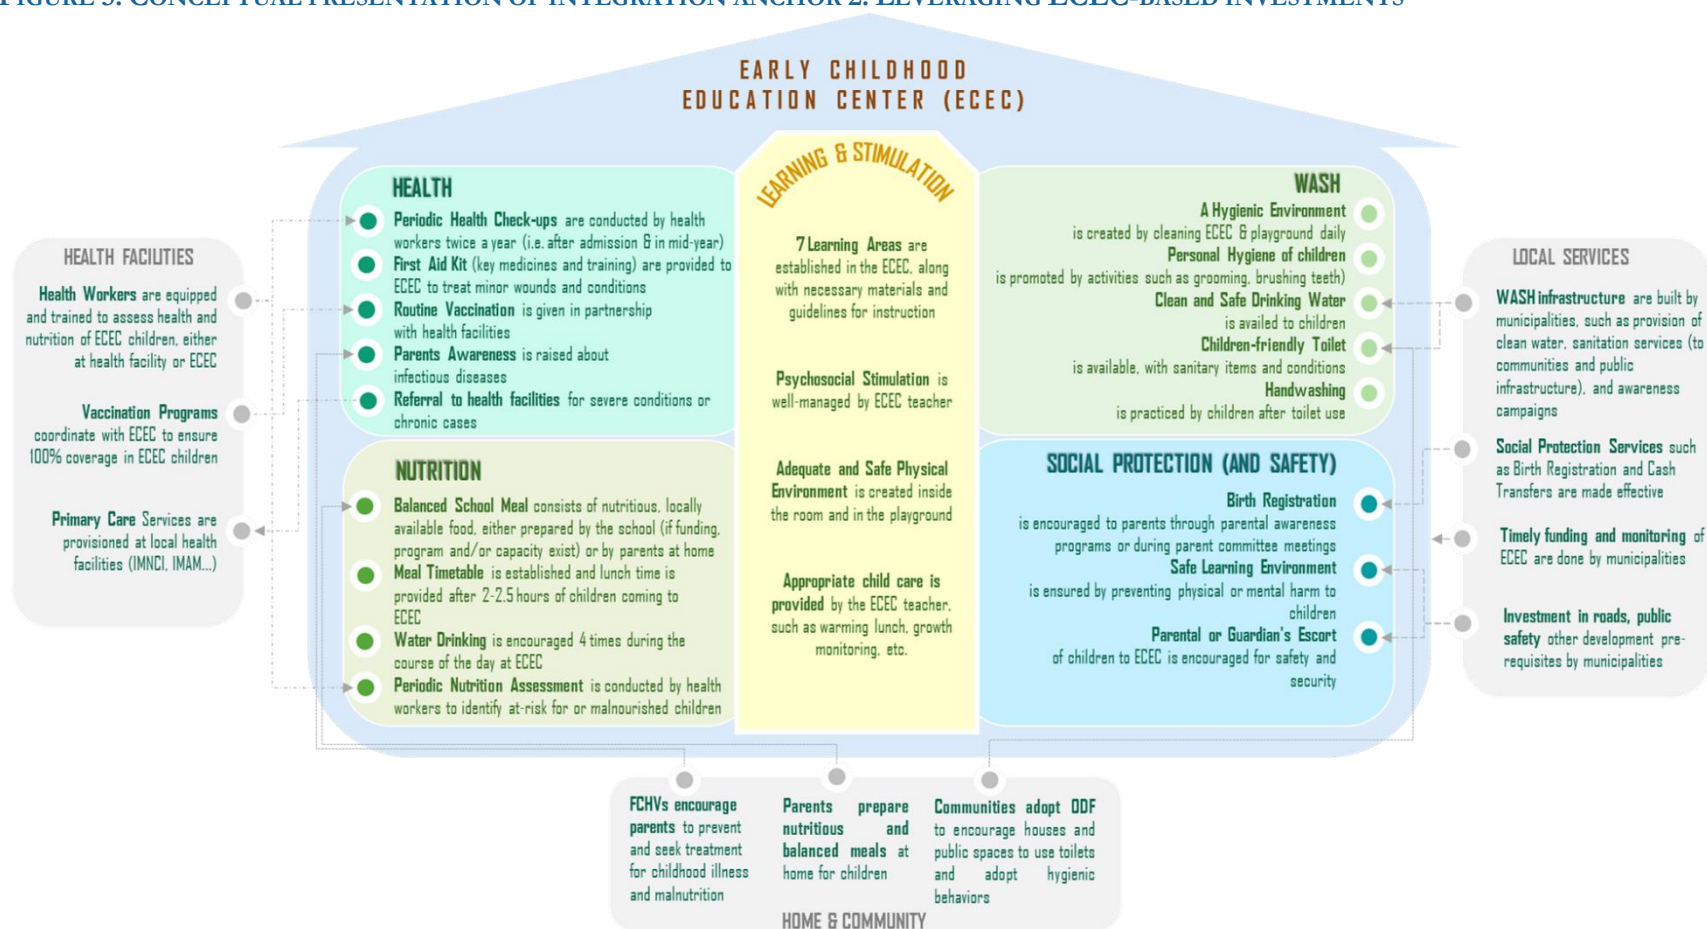 FIGURE 3. CONCEPTUAL PRESENTATION OF INTEGRATION ANCHOR 2: LEVERAGING ECEC-BASED INVESTMENTS
EARLY CHILDHOOD
EDUCATION CENTER (ECEC)
HEALTH FACILITIES
Health Workers are equipped
and trained to assess health and
nutrition of ECEC children, either
at health facility or ECEC
Vaccination Programs
coordinate with ECEC to ensure
100% coverage in ECEC children
Primary Care Services are
provisioned at local health
facilities (IMNCI, IMAM...)
HEALTH
Periodic Health Check-ups are conducted by health
workers twice a year (i.e. after admission & in mid-year)
First Aid Kit (key medicines and training) are provided to
ECEC to treat minor wounds and conditions
Routine Vaccination is given in partnership
with health facilities
Parents Awareness is raised about
infectious diseases
Referral to health facilities for severe conditions or
chronic cases
NUTRITION
Balanced School Meal consists of nutritious, locally
available food, either prepared by the school (if funding,
program and/or capacity exist) or by parents at home
Meal Timetable is established and lunch time is
provided after 2-2.5 hours of children coming to
ECEC
Water Drinking is encouraged 4 times during the
course of the day at ECEC
Periodic Nutrition Assessment is conducted by health
workers to identify at-risk for or malnourished children
LEARNING & STIMULATION
7 Learning Areas are
established in the ECEC, along
with necessary materials and
guidelines for instruction
Psychosocial Stimulation is
well-managed by ECEC teacher
Adequate and Safe Physical
Environment is created inside
the room and in the playground
Appropriate child care is
provided by the ECEC teacher,
such as warming lunch, growth
monitoring, etc.
WASH
A Hygienic Environment
is created by cleaning ECEC & playground daily
Personal Hygiene of children
is promoted by activities such as grooming, brushing teeth)
Clean and Safe Drinking Water
is availed to children
Children-friendly Toilet
is available, with sanitary items and conditions
Handwashing
is practiced by children after toilet use
SOCIAL PROTECTION (AND SAFETY)
Birth Registration
is encouraged to parents through parental awareness
programs or during parent committee meetings
Safe Learning Environment
is ensured by preventing physical or mental harm to
children
Parental or Guardian's Escort
of children to ECEC is encouraged for safety and
security
LOCAL SERVICES
WASH infrastructure are built by
municipalities, such as provision of
clean water, sanitation services (to
communities and public
infrastructure), and awareness
campaigns
Social Protection Services such
as Birth Registration and Cash
Transfers are made effective
Timely funding and monitoring of
ECEC are done by municipalities
Investment in roads, public
safety other development pre-
requisites by municipalities
FCHVs encourage
parents to prevent
and seek treatment
for childhood illness
and malnutrition
Parents prepare
nutritious and
balanced meals at
home for children
Communities adopt ODF
to encourage houses and
public spaces to use toilets
and adopt hygienic
behaviors
HOME & COMMUNITY